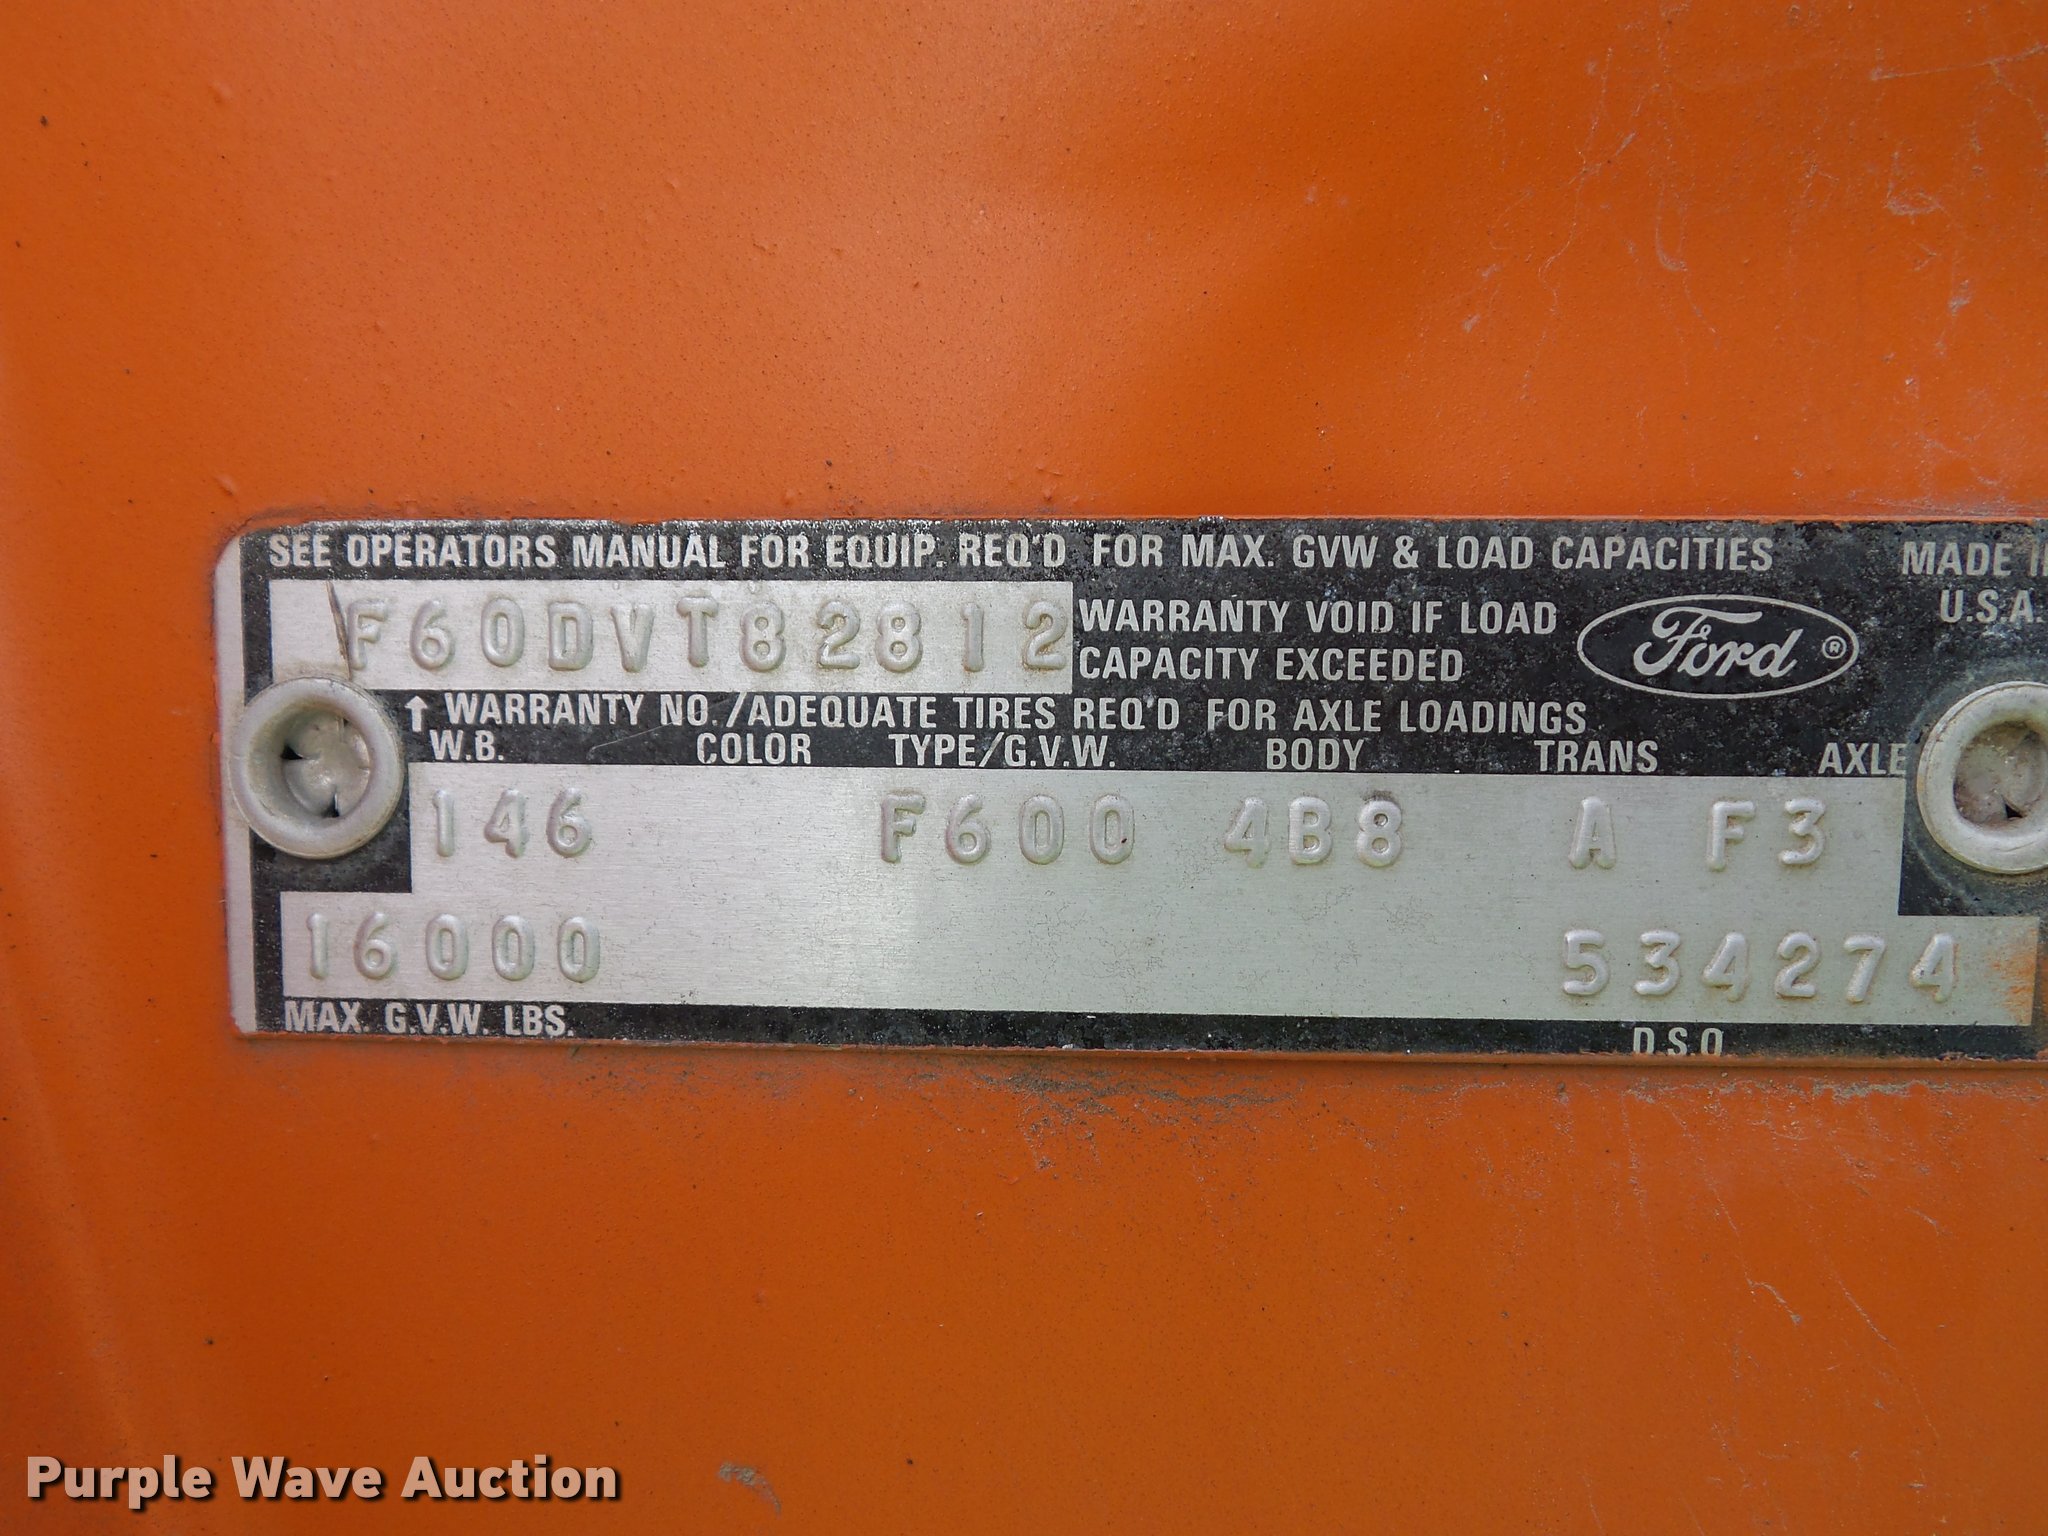 SEE OPERATORS MANUAL FOR EQUIP. REQ'D FOR MAX. GVW & LOAD CAPACITIES
MADE IN
U.S.A.
F60DVT82812
WARRANTY VOID IF LOAD
CAPACITY EXCEEDED
Ford ®
↑ WARRANTY NO./ADEQUATE TIRES REQ'D FOR AXLE LOADINGS
W.B. COLOR TYPE/G.V.W. BODY TRANS AXLE
146 F600 4B8 A F3
16000 534274
MAX. G.V.W. LBS. D.S.O
Purple Wave Auction